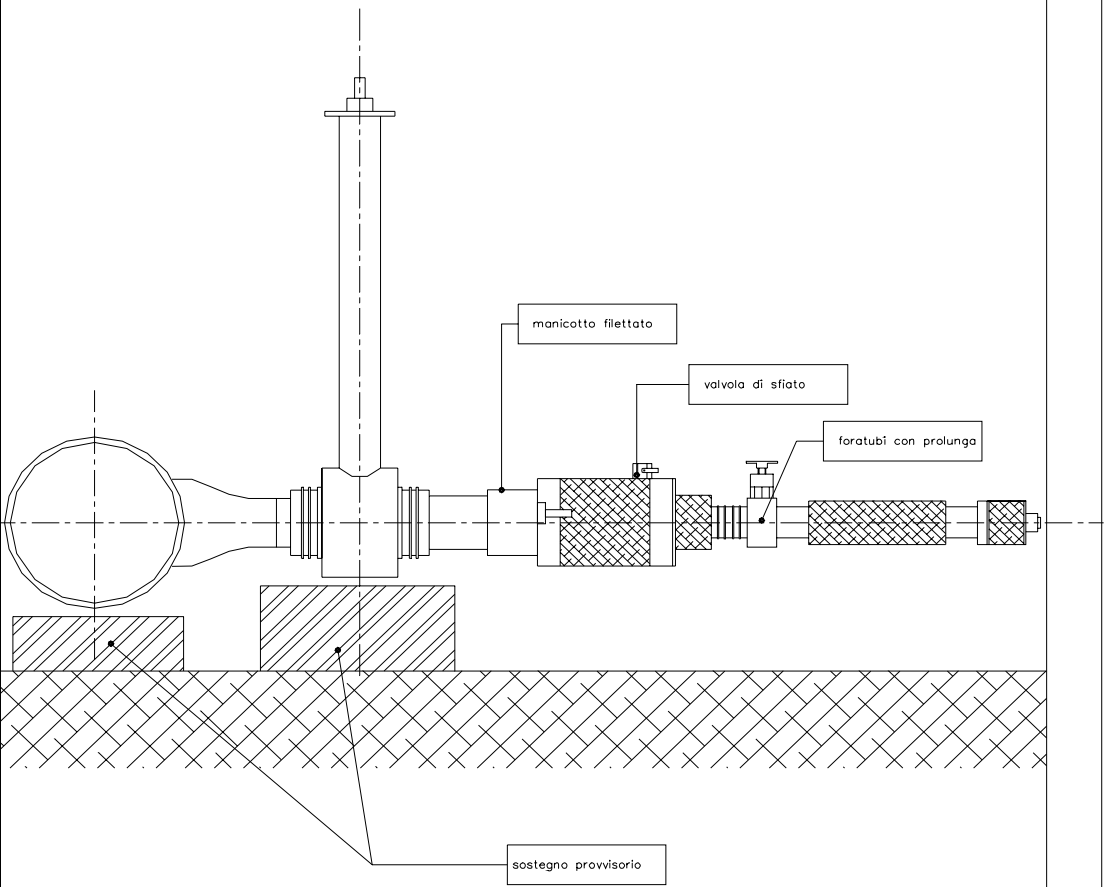 manicotto filettato
valvola di sfiato
foratubi con prolunga
sostegno provvisorio